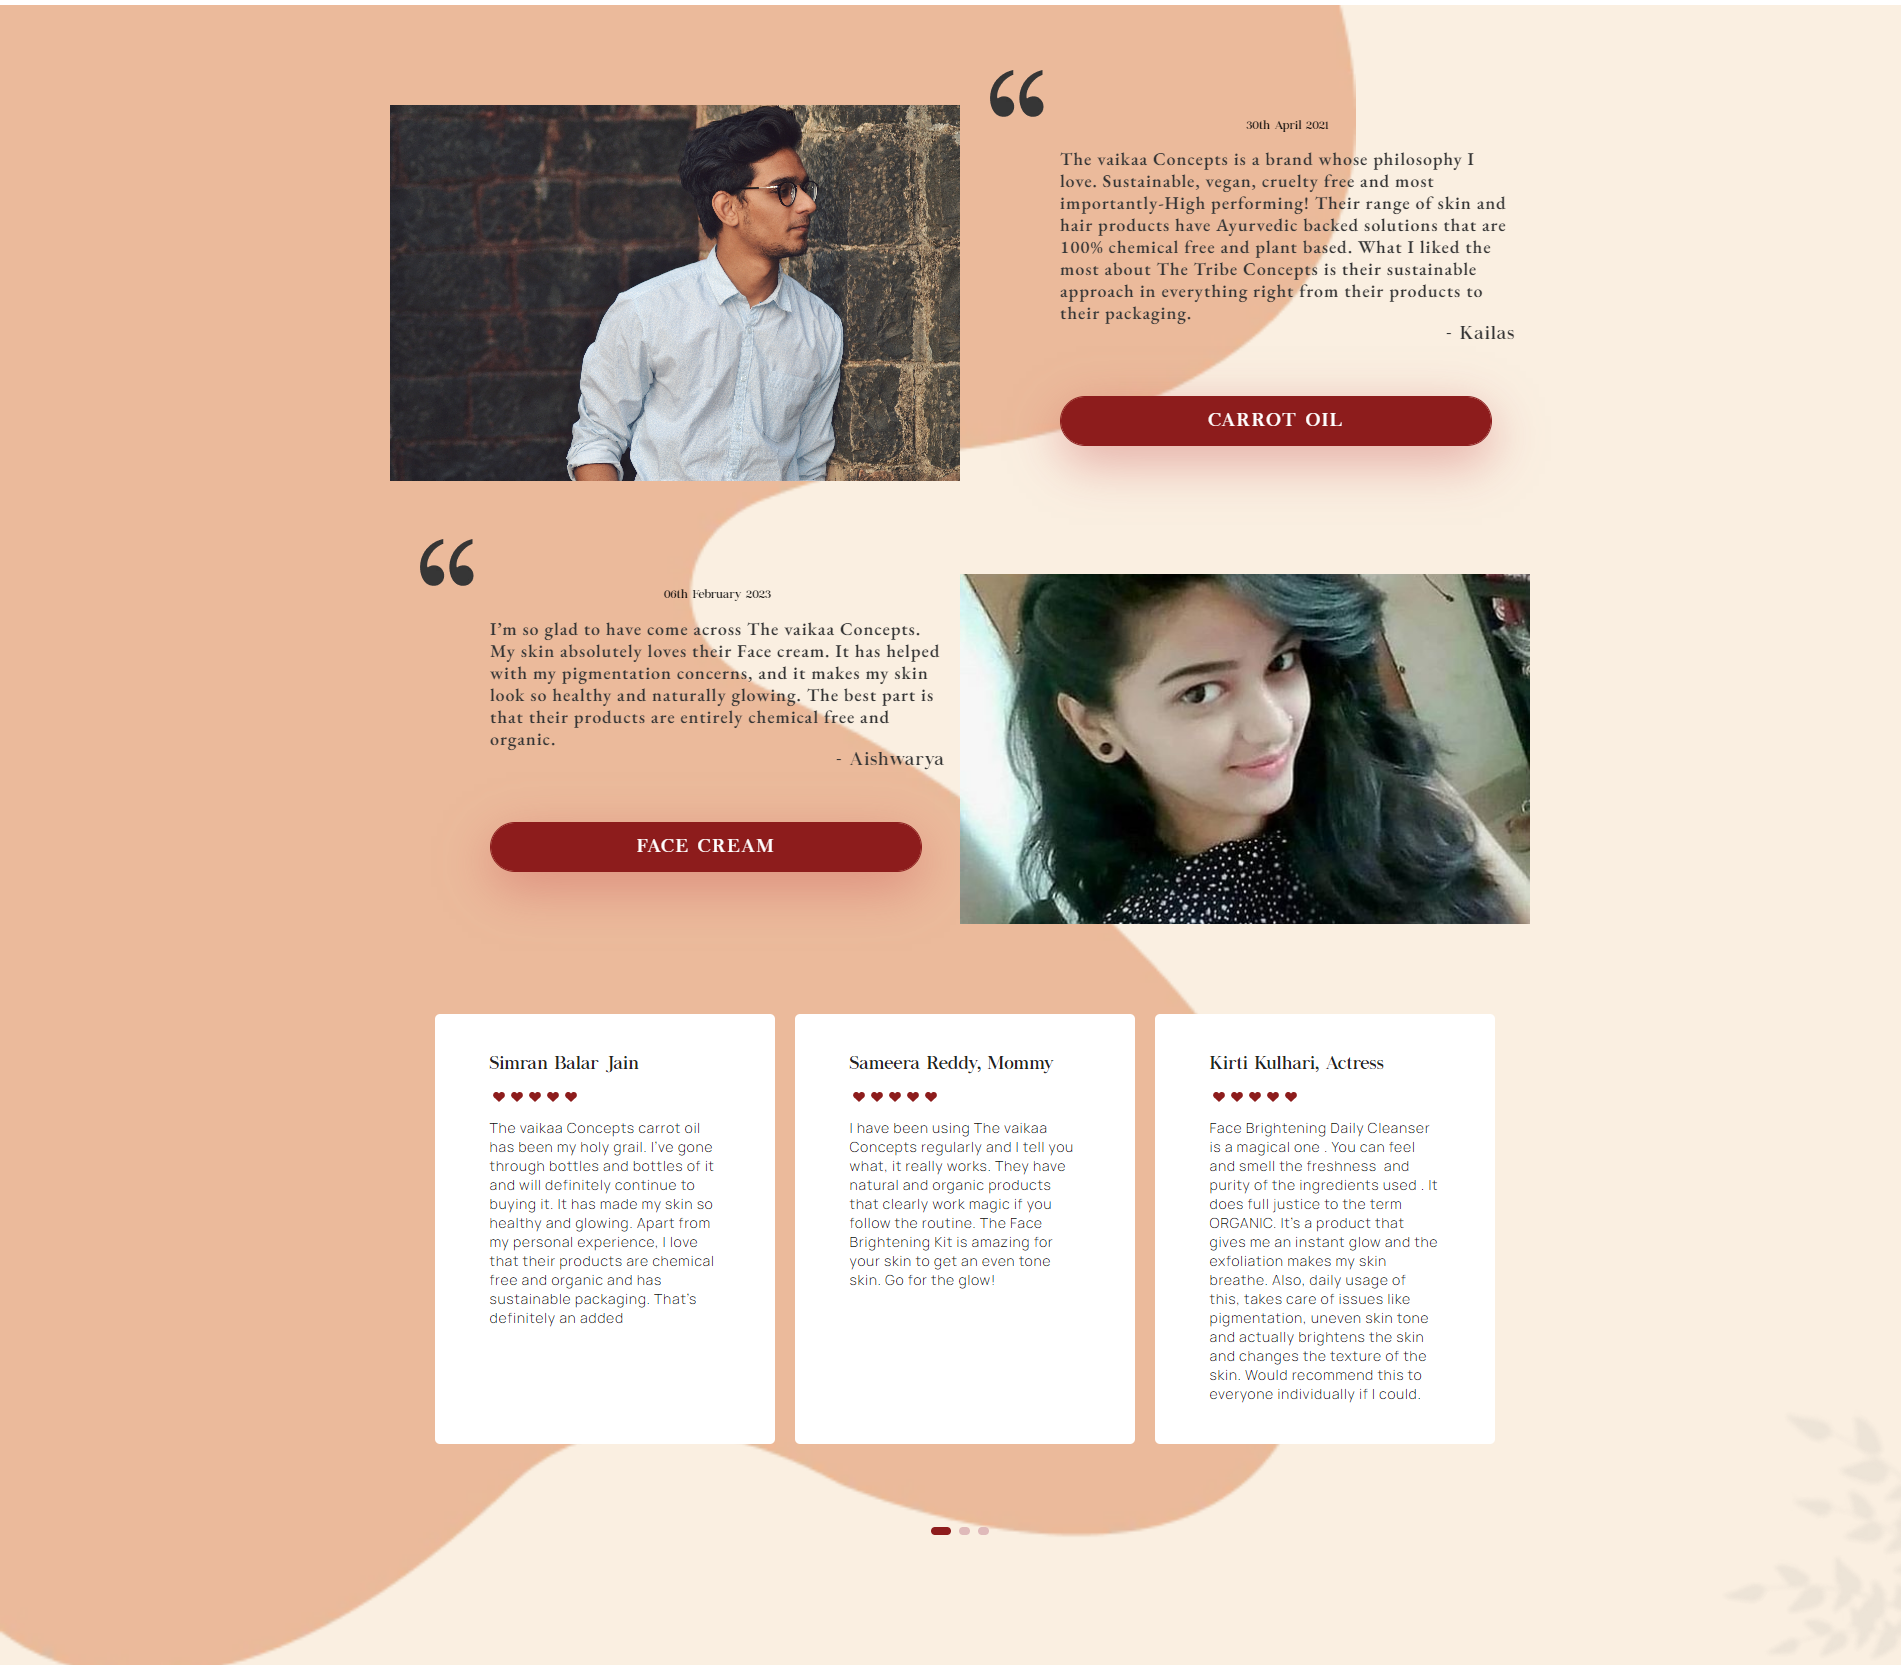 “
30th April 2021
The vaikaa Concepts is a brand whose philosophy I
love. Sustainable, vegan, cruelty free and most
importantly-High performing! Their range of skin and
hair products have Ayurvedic backed solutions that are
100% chemical free and plant based. What I liked the
most about The Tribe Concepts is their sustainable
approach in everything right from their products to
their packaging.
- Kailas
CARROT OIL
“
06th February 2023
I’m so glad to have come across The vaikaa Concepts.
My skin absolutely loves their Face cream. It has helped
with my pigmentation concerns, and it makes my skin
look so healthy and naturally glowing. The best part is
that their products are entirely chemical free and
organic.
- Aishwarya
FACE CREAM
Simran Balar Jain
The vaikaa Concepts carrot oil
has been my holy grail. I’ve gone
through bottles and bottles of it
and will definitely continue to
buying it. It has made my skin so
healthy and glowing. Apart from
my personal experience, I love
that their products are chemical
free and organic and has
sustainable packaging. That’s
definitely an added
Sameera Reddy, Mommy
I have been using The vaikaa
Concepts regularly and I tell you
what, it really works. They have
natural and organic products
that clearly work magic if you
follow the routine. The Face
Brightening Kit is amazing for
your skin to get an even tone
skin. Go for the glow!
Kirti Kulhari, Actress
Face Brightening Daily Cleanser
is a magical one . You can feel
and smell the freshness  and
purity of the ingredients used . It
does full justice to the term
ORGANIC. It’s a product that
gives me an instant glow and the
exfoliation makes my skin
breathe. Also, daily usage of
this, takes care of issues like
pigmentation, uneven skin tone
and actually brightens the skin
and changes the texture of the
skin. Would recommend this to
everyone individually if I could.